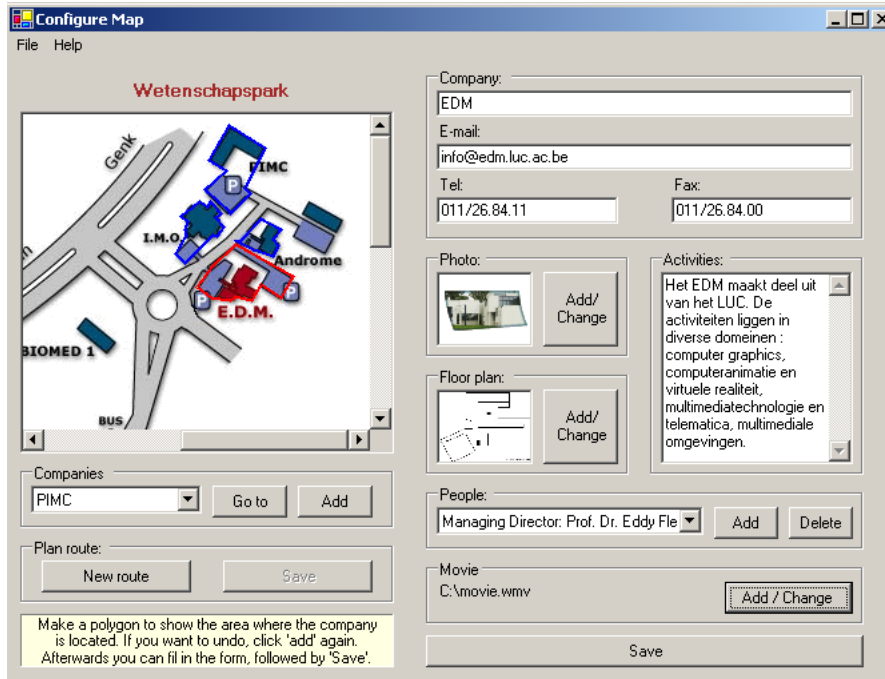 Configure Map
File Help
Wetenschapspark
Genk
PIMC
P
I.M.O.
Androme
P
P
E.D.M.
BIOMED 1
BUS
Companies
PIMC
Go to
Add
Plan route:
New route
Save
Make a polygon to show the area where the company
is located. If you want to undo, click 'add' again.
Afterwards you can fil in the form, followed by 'Save'.
Company:
EDM
E-mail:
info@edm.luc.ac.be
Tel:
Fax:
011/26.84.11
011/26.84.00
Photo:
Add/
Change
Floor plan:
Add/
Change
Activities:
Het EDM maakt deel uit
van het LUC. De
activiteiten liggen in
diverse domeinen :
computer graphics,
computeranimatie en
virtuele realiteit,
multimediatechnologie en
telematica, multimediale
omgevingen.
People:
Managing Director: Prof. Dr. Eddy Fle
Add
Delete
Movie
C:\movie.wmv
Add / Change
Save